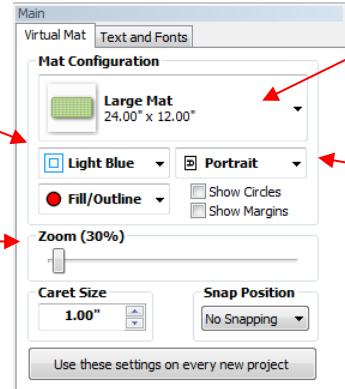 Main
Virtual Mat Text and Fonts
Mat Configuration
Large Mat
24.00" x 12.00"
Light Blue
Portrait
Fill/Outline
Show Circles
Show Margins
Zoom (30%)
Caret Size
Snap Position
1.00"
No Snapping
Use these settings on every new project